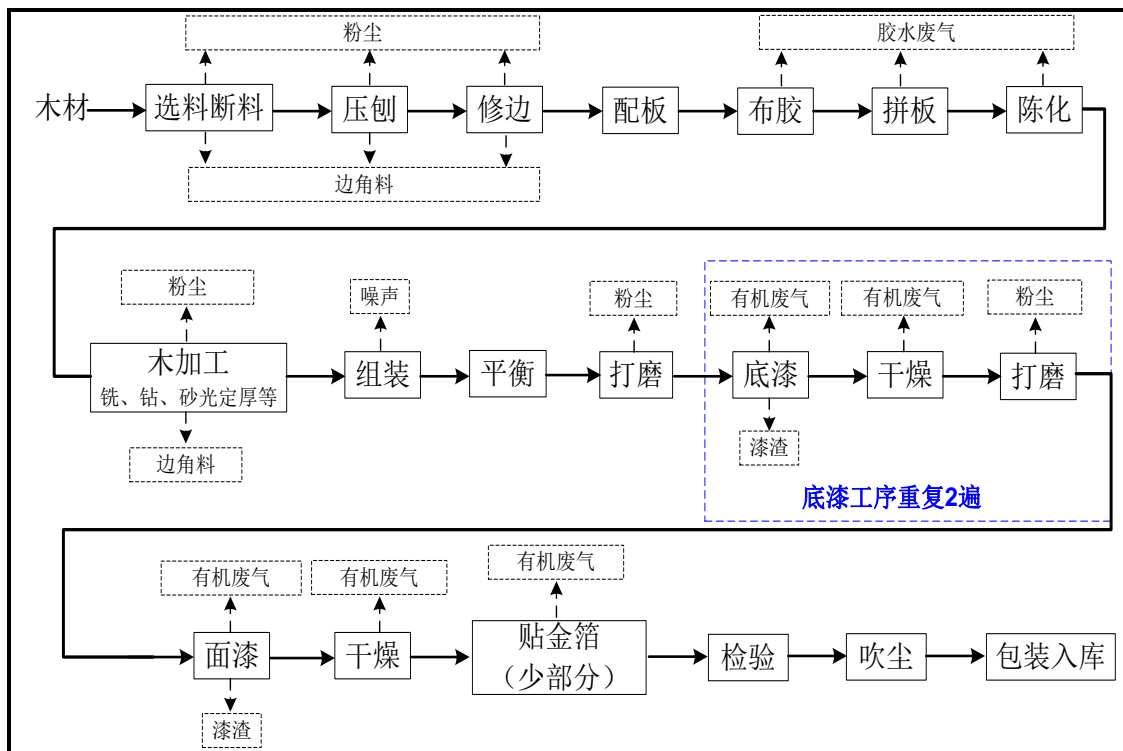 粉尘
胶水废气
木材
选料断料
压刨
修边
配板
布胶
拼板
陈化
边角料
粉尘
噪声
粉尘
有机废气
有机废气
粉尘
木加工
铣、钻、砂光定厚等
组装
平衡
打磨
底漆
干燥
打磨
边角料
漆渣
底漆工序重复2遍
有机废气
有机废气
有机废气
面漆
干燥
贴金箔
（少部分）
检验
吹尘
包装入库
漆渣